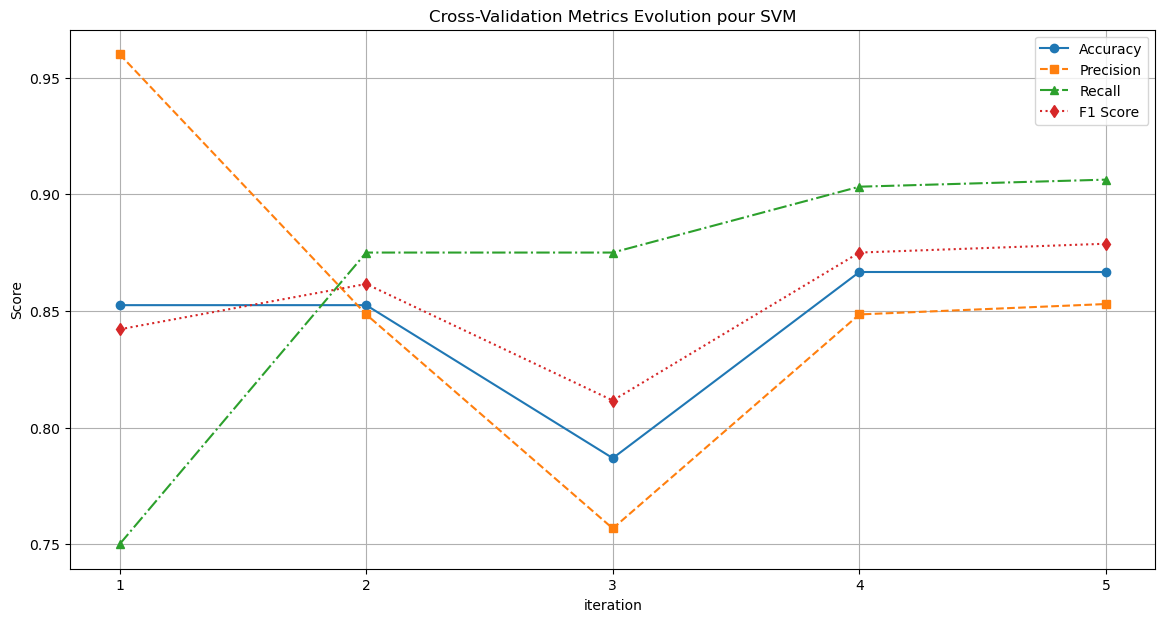 Cross-Validation Metrics Evolution pour SVM
Accuracy
Precision
Recall
F1 Score
Score
0.95
0.90
0.85
0.80
0.75
1 2 3 4 5
iteration